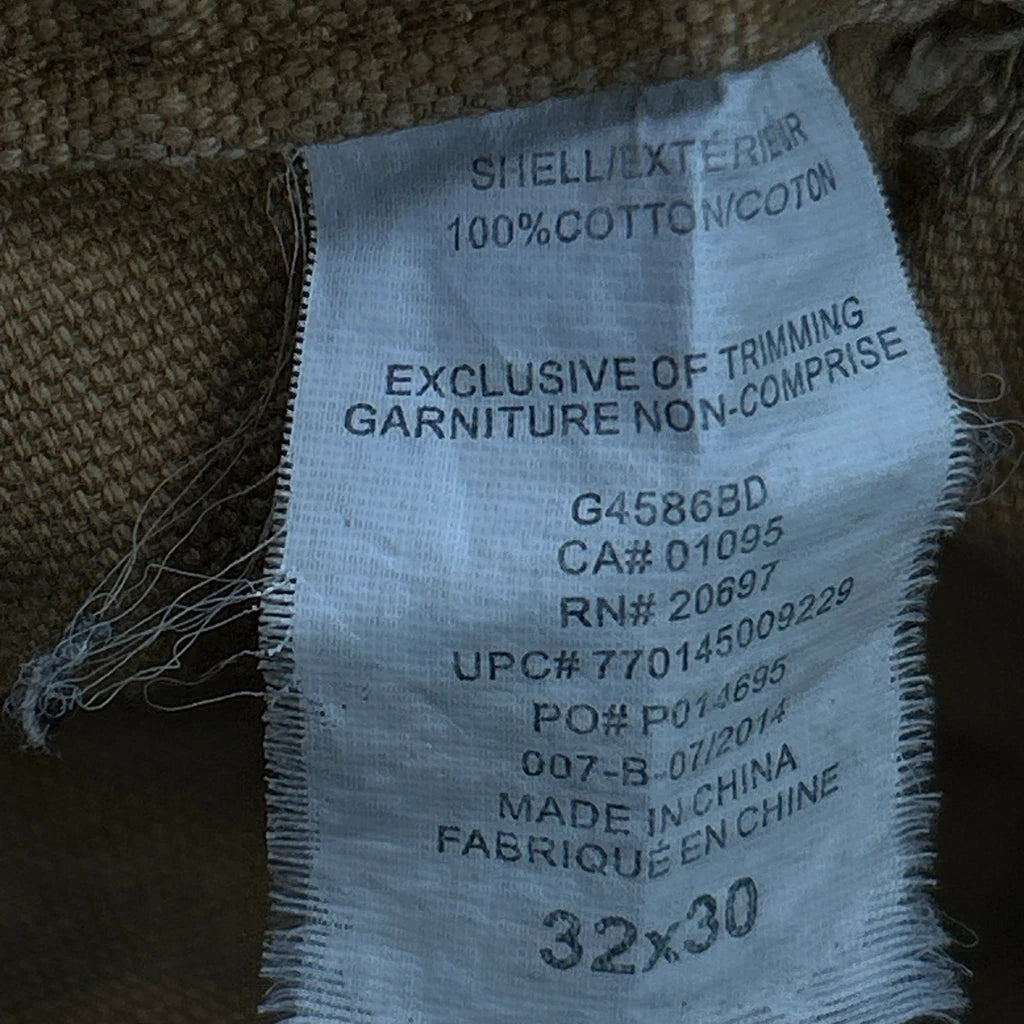 SHELL/EXTÉRIEUR
100%COTTON/COTON
EXCLUSIVE OF TRIMMING
GARNITURE NON-COMPRISE
G4586BD
CA# 01095
RN# 20697
UPC# 770145009229
PO# P014695
007-B-07/2014
MADE IN CHINA
FABRIQUÉ EN CHINE
32x30